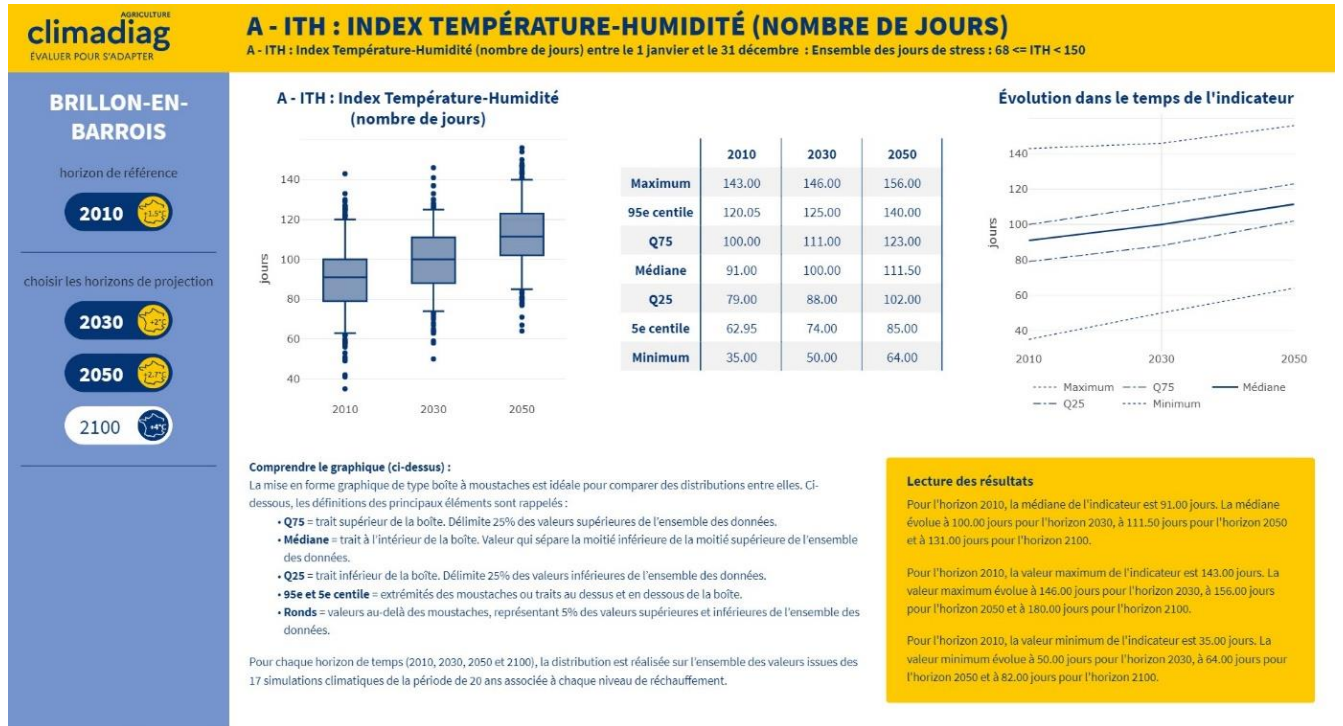 AGRICULTURE
climadiag
ÉVALUER POUR S'ADAPTER
A - ITH : INDEX TEMPÉRATURE-HUMIDITÉ (NOMBRE DE JOURS)
A - ITH : Index Température-Humidité (nombre de jours) entre le 1 janvier et le 31 décembre : Ensemble des jours de stress : 68 <= ITH < 150
BRILLON-EN-
BARROIS
horizon de référence
2010 +1.5°C
choisir les horizons de projection
2030 +2°C
2050 +2.7°C
2100 +4°C
A - ITH : Index Température-Humidité
(nombre de jours)
jours
140
120
100
80
60
40
2010 2030 2050
2010 2030 2050
Maximum 143.00 146.00 156.00
95e centile 120.05 125.00 140.00
Q75 100.00 111.00 123.00
Médiane 91.00 100.00 111.50
Q25 79.00 88.00 102.00
5e centile 62.95 74.00 85.00
Minimum 35.00 50.00 64.00
Évolution dans le temps de l'indicateur
jours
140
120
100
80
60
40
2010 2030 2050
Maximum Q75 Médiane
Q25 Minimum
Comprendre le graphique (ci-dessus) :
La mise en forme graphique de type boîte à moustaches est idéale pour comparer des distributions entre elles. Ci-
dessous, les définitions des principaux éléments sont rappelés :
• Q75 = trait supérieur de la boîte. Délimite 25% des valeurs supérieures de l'ensemble des données.
• Médiane = trait à l'intérieur de la boîte. Valeur qui sépare la moitié inférieure de la moitié supérieure de l'ensemble
des données.
• Q25 = trait inférieur de la boîte. Délimite 25% des valeurs inférieures de l'ensemble des données.
• 95e et 5e centile = extrémités des moustaches ou traits au dessus et en dessous de la boîte.
• Ronds = valeurs au-delà des moustaches, représentant 5% des valeurs supérieures et inférieures de l'ensemble des
données.
Pour chaque horizon de temps (2010, 2030, 2050 et 2100), la distribution est réalisée sur l'ensemble des valeurs issues des
17 simulations climatiques de la période de 20 ans associée à chaque niveau de réchauffement.
Lecture des résultats
Pour l'horizon 2010, la médiane de l'indicateur est 91.00 jours. La médiane
évolue à 100.00 jours pour l'horizon 2030, à 111.50 jours pour l'horizon 2050
et à 131.00 jours pour l'horizon 2100.
Pour l'horizon 2010, la valeur maximum de l'indicateur est 143.00 jours. La
valeur maximum évolue à 146.00 jours pour l'horizon 2030, à 156.00 jours
pour l'horizon 2050 et à 180.00 jours pour l'horizon 2100.
Pour l'horizon 2010, la valeur minimum de l'indicateur est 35.00 jours. La
valeur minimum évolue à 50.00 jours pour l'horizon 2030, à 64.00 jours pour
l'horizon 2050 et à 82.00 jours pour l'horizon 2100.